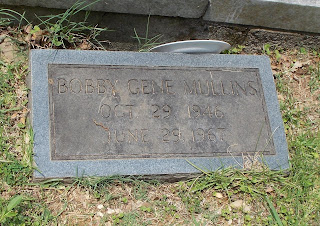 BOBBY GENE MULLINS
OCT 29 1946
JUNE 29 1967